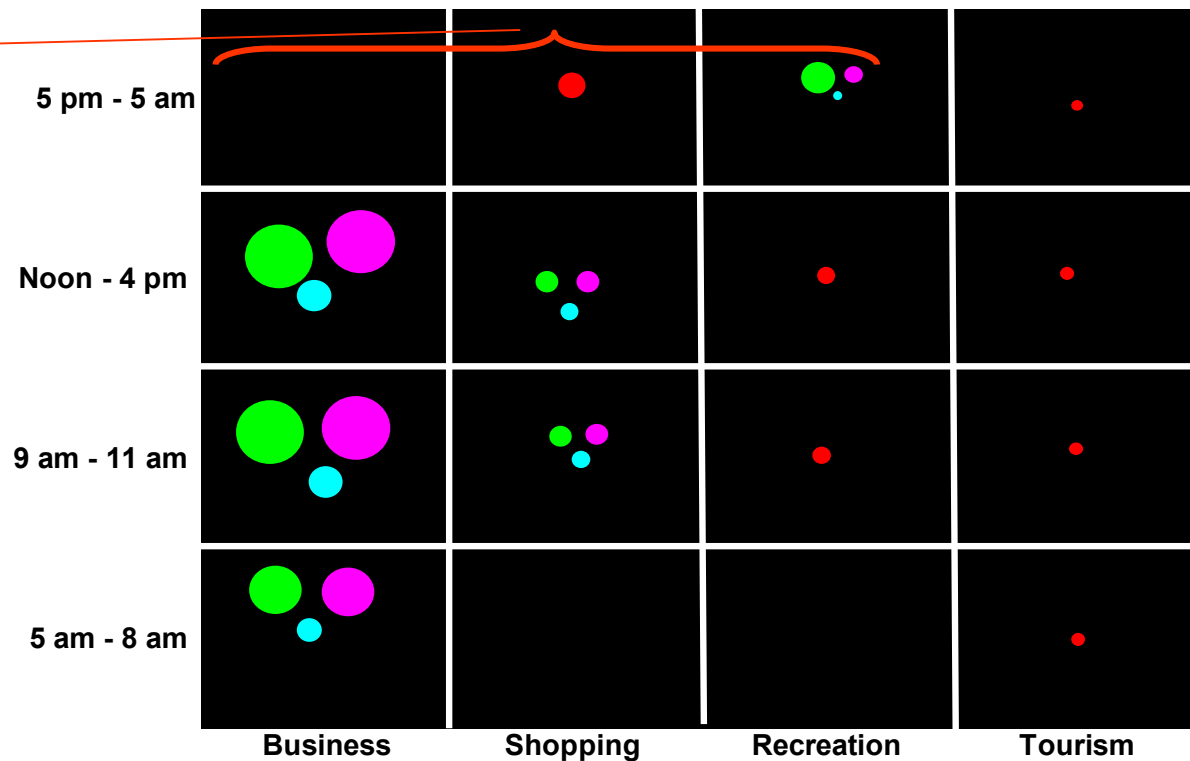 5 pm - 5 am
Noon - 4 pm
9 am - 11 am
5 am - 8 am
Business Shopping Recreation Tourism